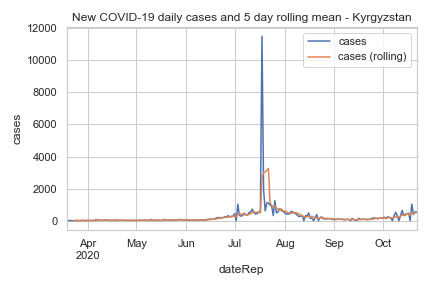 New COVID-19 daily cases and 5 day rolling mean - Kyrgyzstan
12000
10000
8000
6000
4000
2000
0
cases
cases
cases (rolling)
Apr
2020
May
Jun
Jul
Aug
Sep
Oct
dateRep